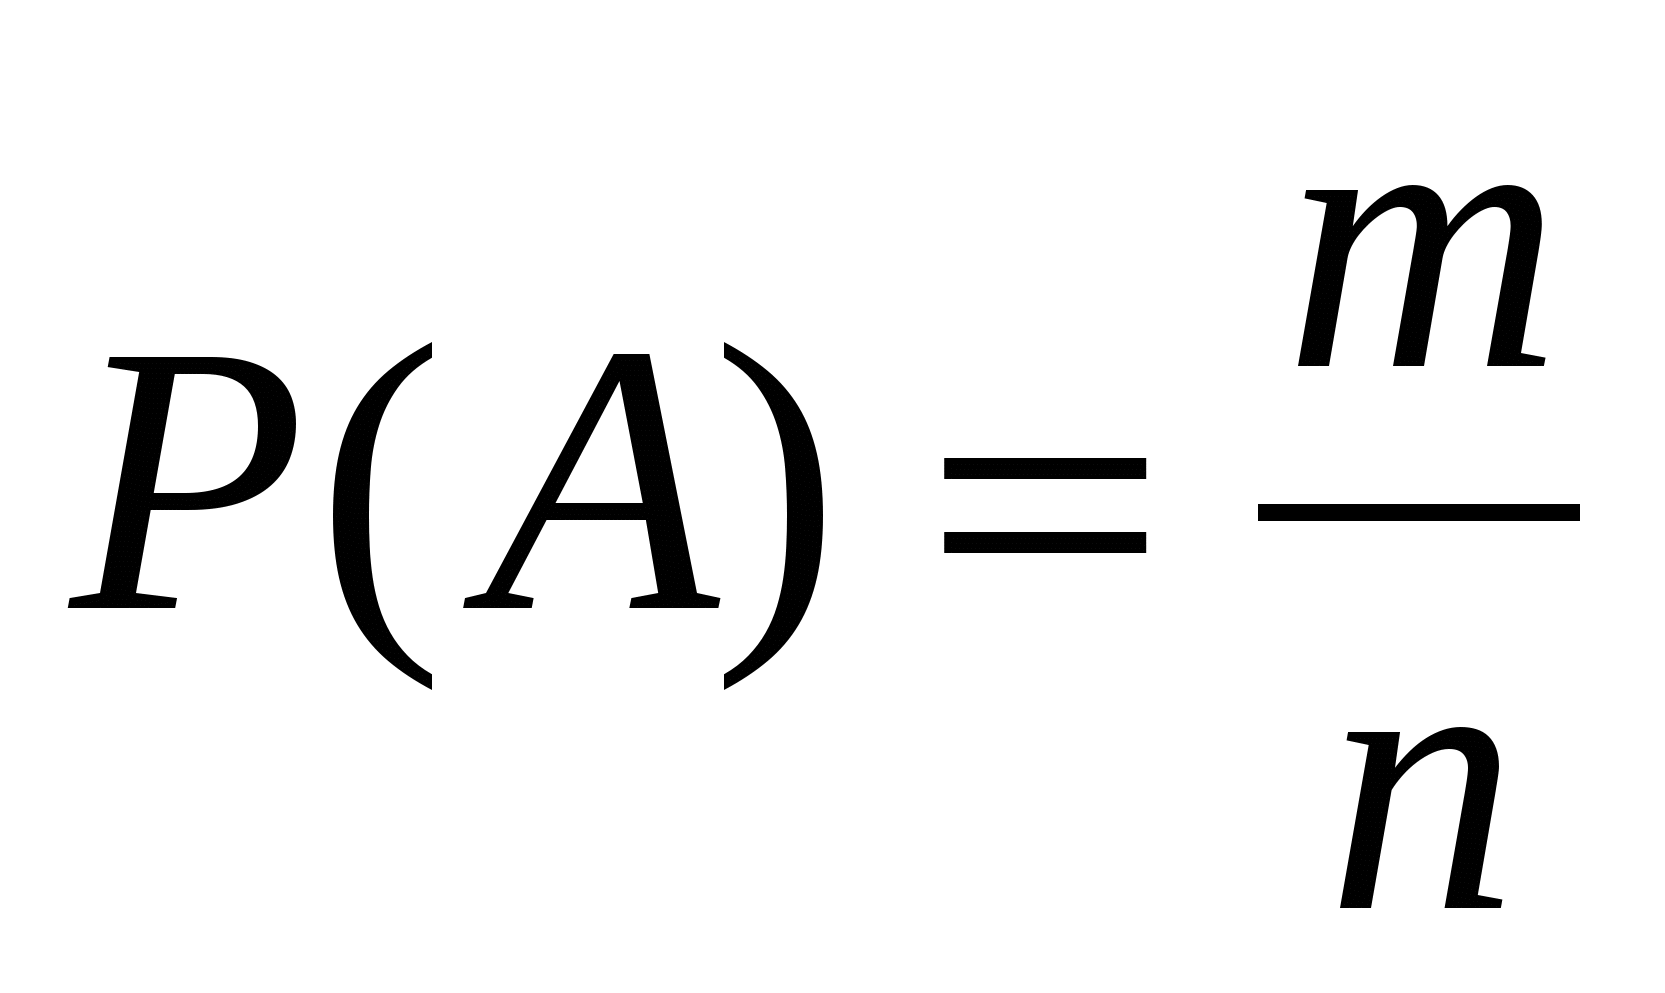 P(A) = m/n